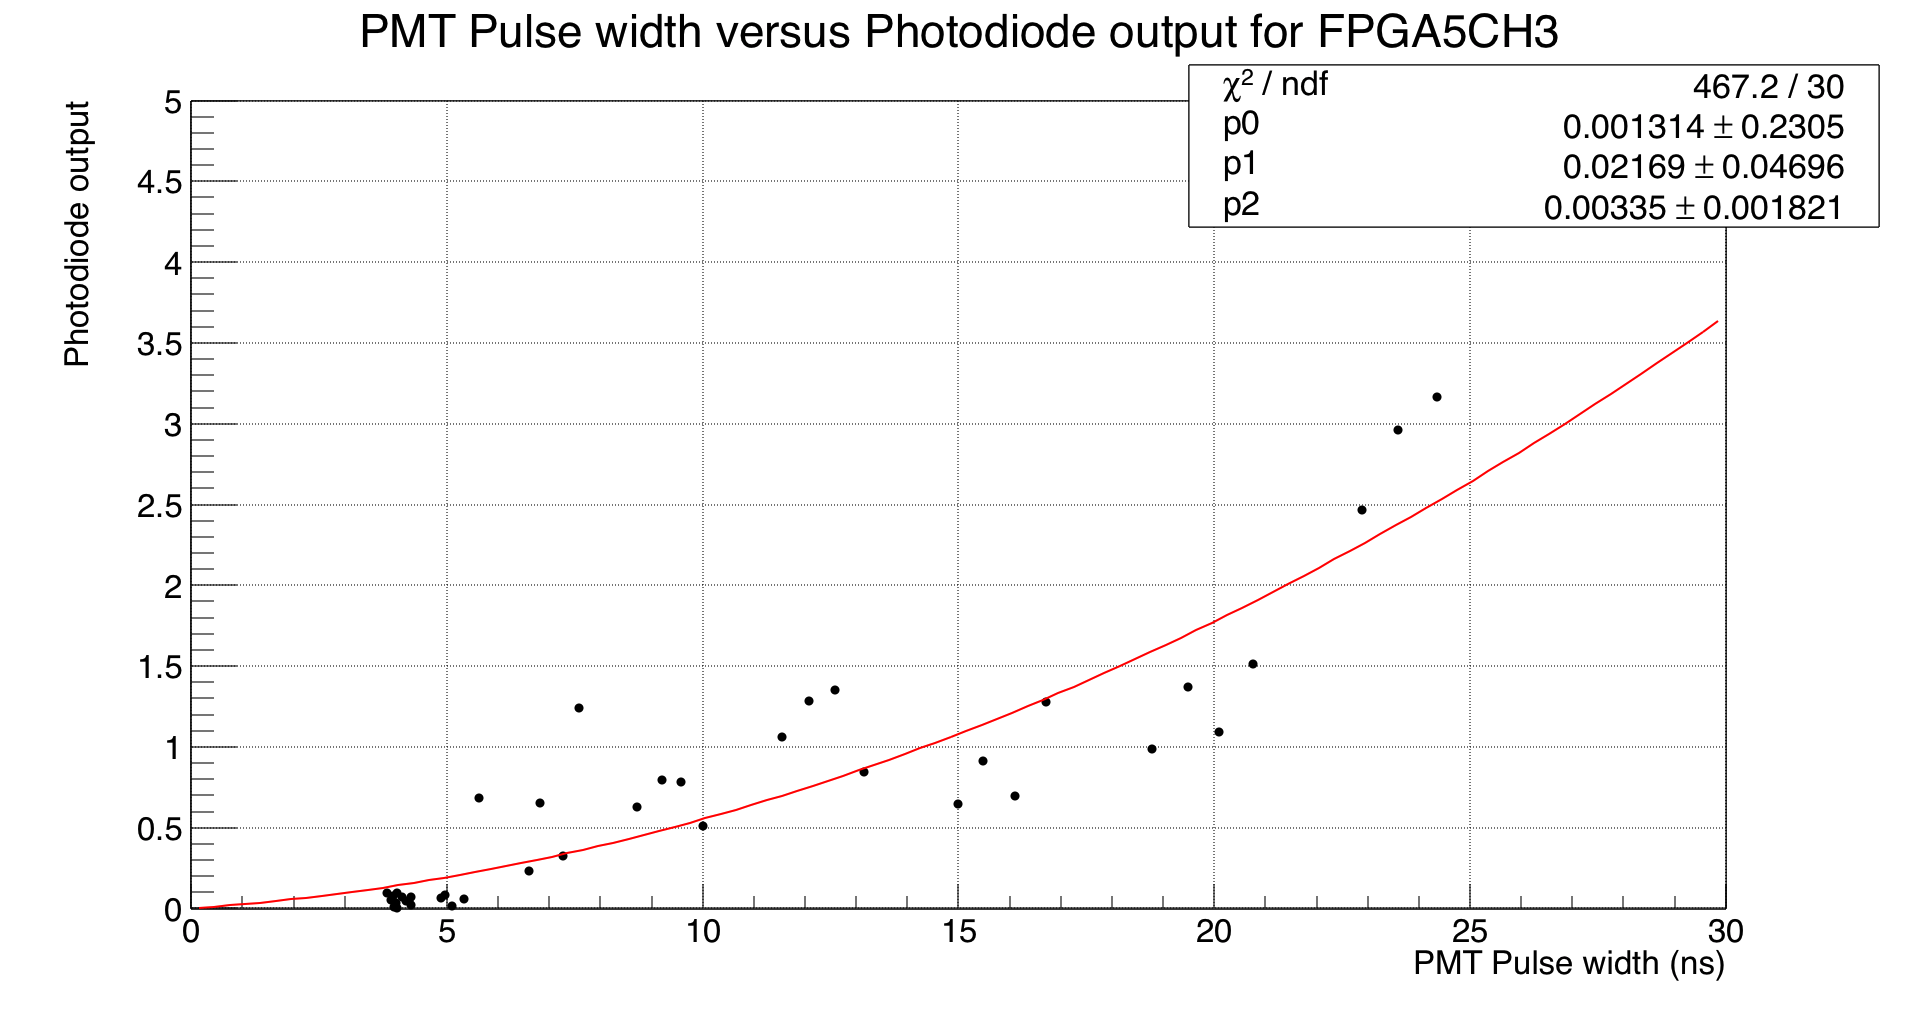 PMT Pulse width versus Photodiode output for FPGA5CH3
χ² / ndf 467.2 / 30
p0 0.001314 ± 0.2305
p1 0.02169 ± 0.04696
p2 0.00335 ± 0.001821
Photodiode output
5
4.5
4
3.5
3
2.5
2
1.5
1
0.5
0
0 5 10 15 20 25 30
PMT Pulse width (ns)